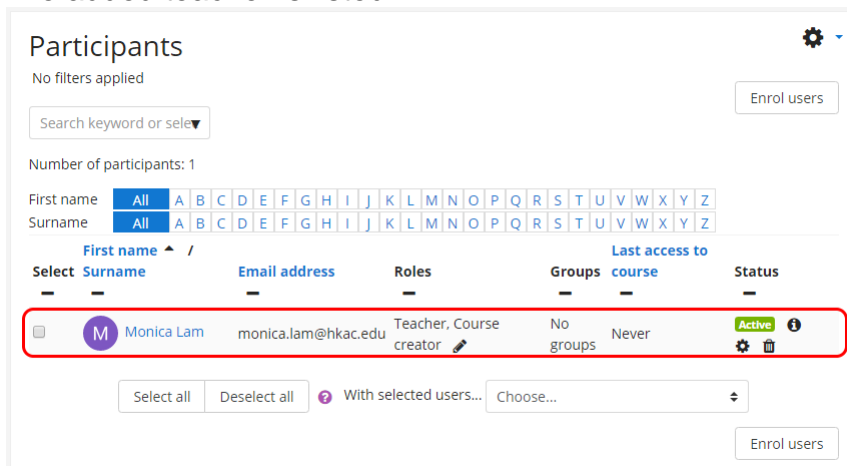 Participants
No filters applied
Enrol users
Search keyword or sele
Number of participants: 1
First name All A B C D E F G H I J K L M N O P Q R S T U V W X Y Z
Surname All A B C D E F G H I J K L M N O P Q R S T U V W X Y Z
Select First name / Surname Email address Roles Groups Last access to course Status
M Monica Lam monica.lam@hkac.edu Teacher, Course creator No groups Never Active
Select all Deselect all With selected users... Choose...
Enrol users